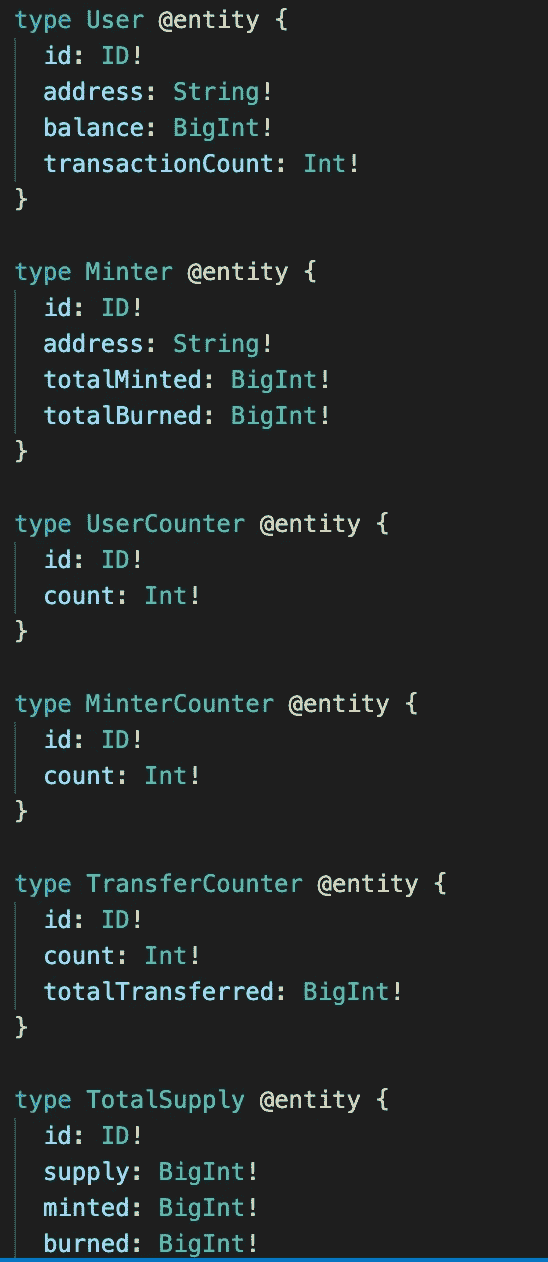 type User @entity {
id: ID!
address: String!
balance: BigInt!
transactionCount: Int!
}
type Minter @entity {
id: ID!
address: String!
totalMinted: BigInt!
totalBurned: BigInt!
}
type UserCounter @entity {
id: ID!
count: Int!
}
type MinterCounter @entity {
id: ID!
count: Int!
}
type TransferCounter @entity {
id: ID!
count: Int!
totalTransferred: BigInt!
}
type TotalSupply @entity {
id: ID!
supply: BigInt!
minted: BigInt!
burned: BigInt!